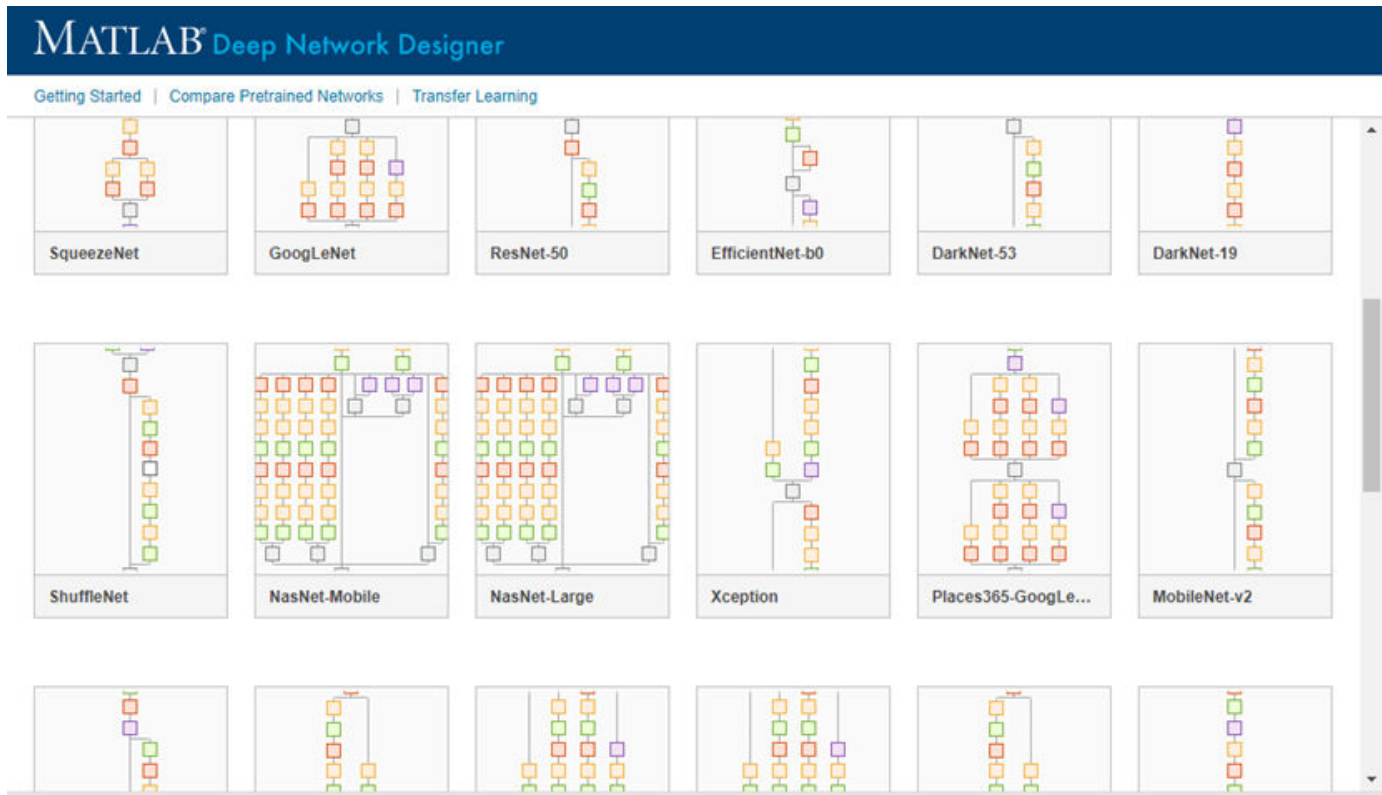 MATLAB® Deep Network Designer
Getting Started | Compare Pretrained Networks | Transfer Learning
SqueezeNet
GoogLeNet
ResNet-50
EfficientNet-b0
DarkNet-53
DarkNet-19
ShuffleNet
NasNet-Mobile
NasNet-Large
Xception
Places365-GoogLe...
MobileNet-v2